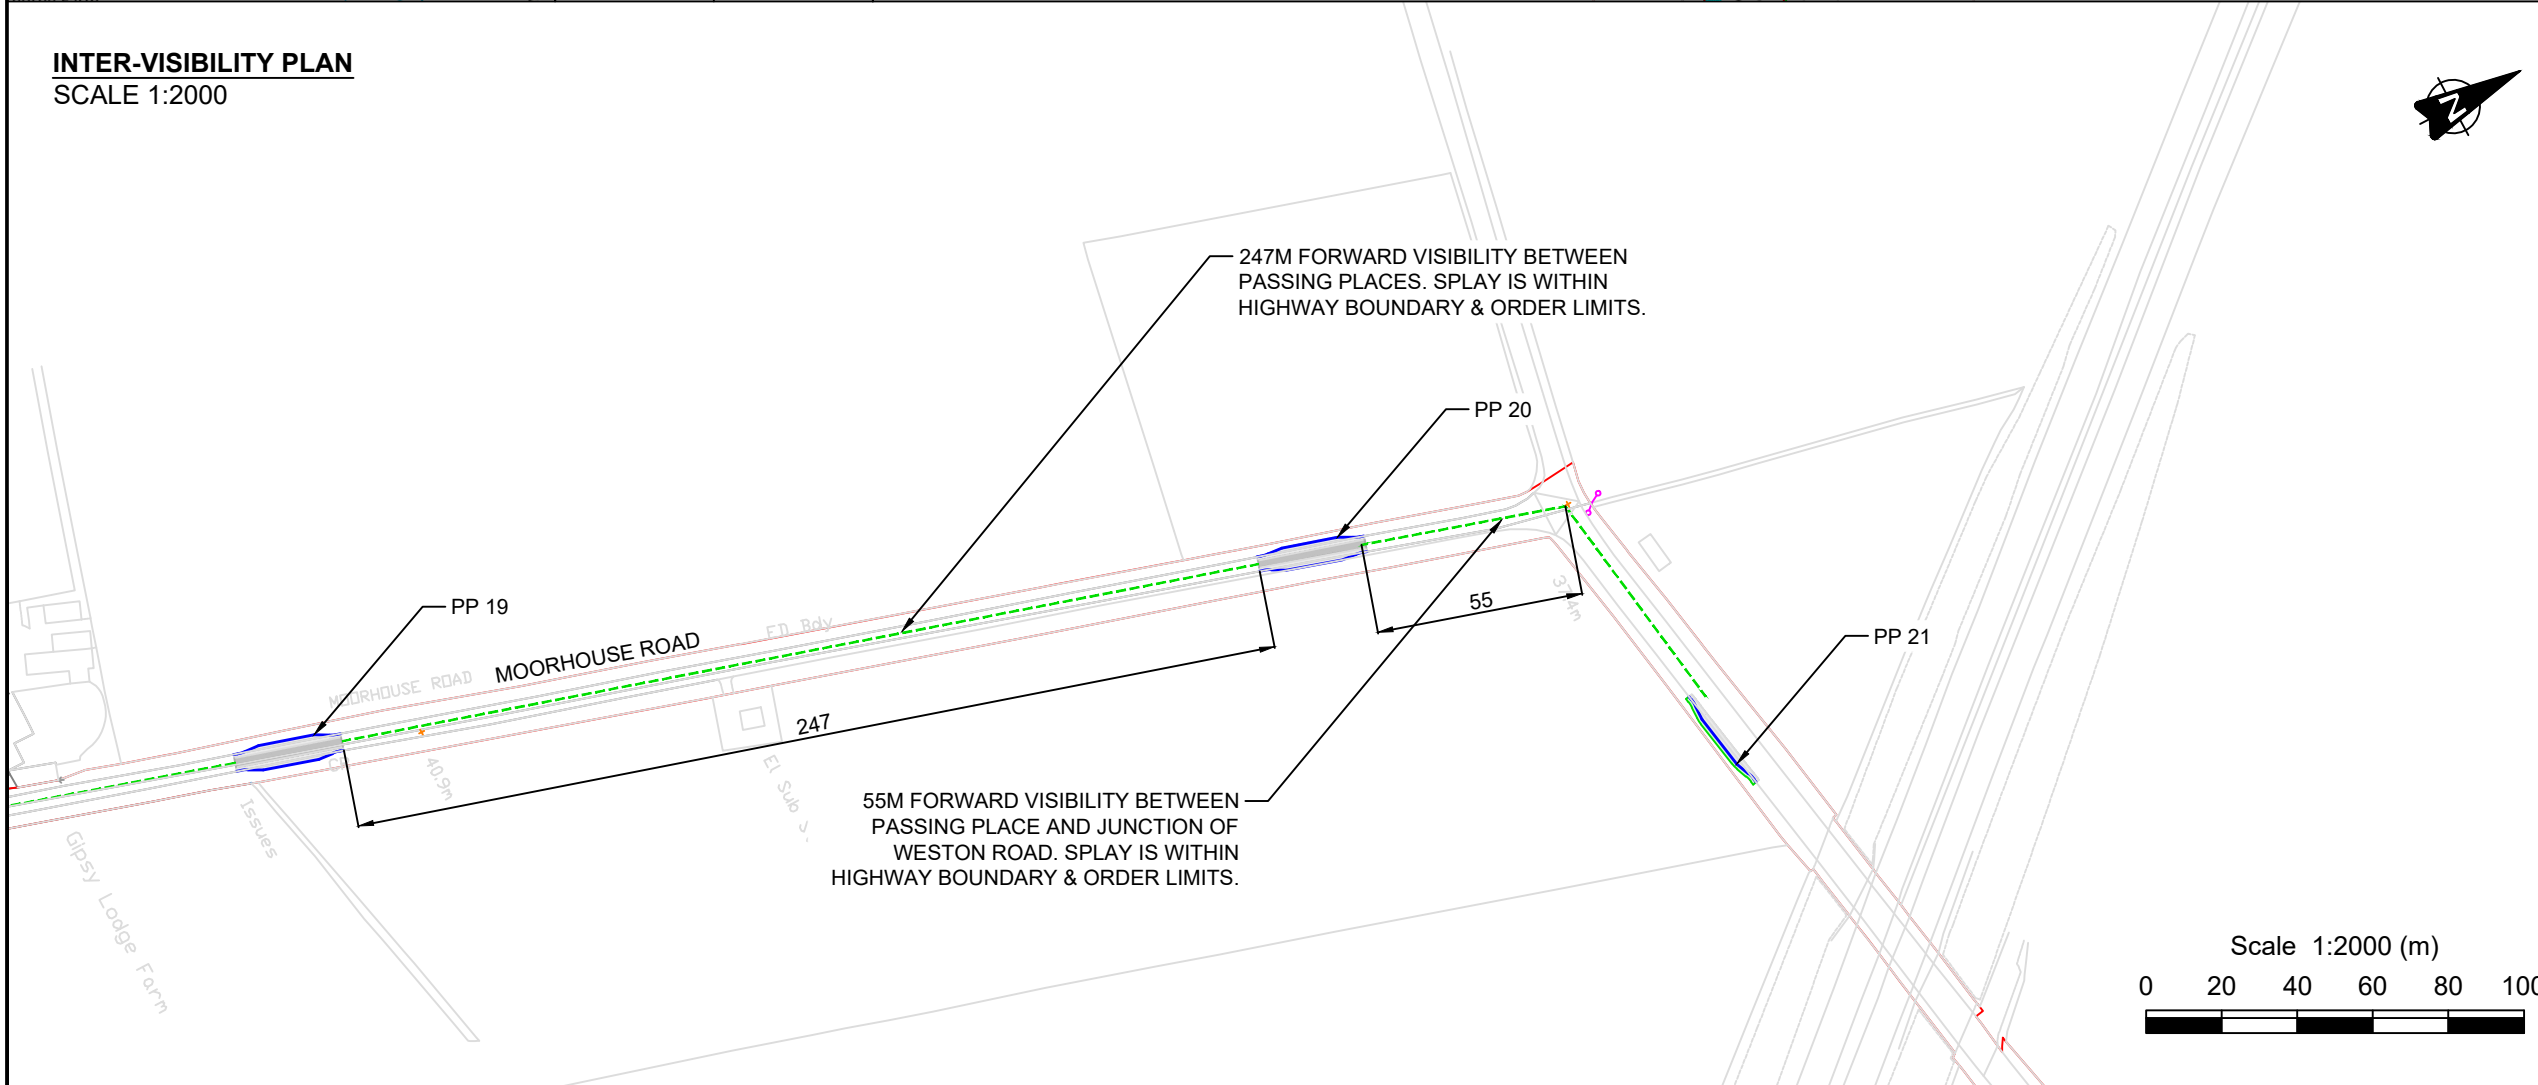 INTER-VISIBILITY PLAN
SCALE 1:2000
N
247M FORWARD VISIBILITY BETWEEN
PASSING PLACES. SPLAY IS WITHIN
HIGHWAY BOUNDARY & ORDER LIMITS.
PP 20
PP 19
MOORHOUSE ROAD
MOORHOUSE ROAD
ED Bdy
55
37.4m
PP 21
247
40.9m
El Sub
Issues
Gipsy Lodge Farm
55M FORWARD VISIBILITY BETWEEN
PASSING PLACE AND JUNCTION OF
WESTON ROAD. SPLAY IS WITHIN
HIGHWAY BOUNDARY & ORDER LIMITS.
Scale 1:2000 (m)
0 20 40 60 80 100